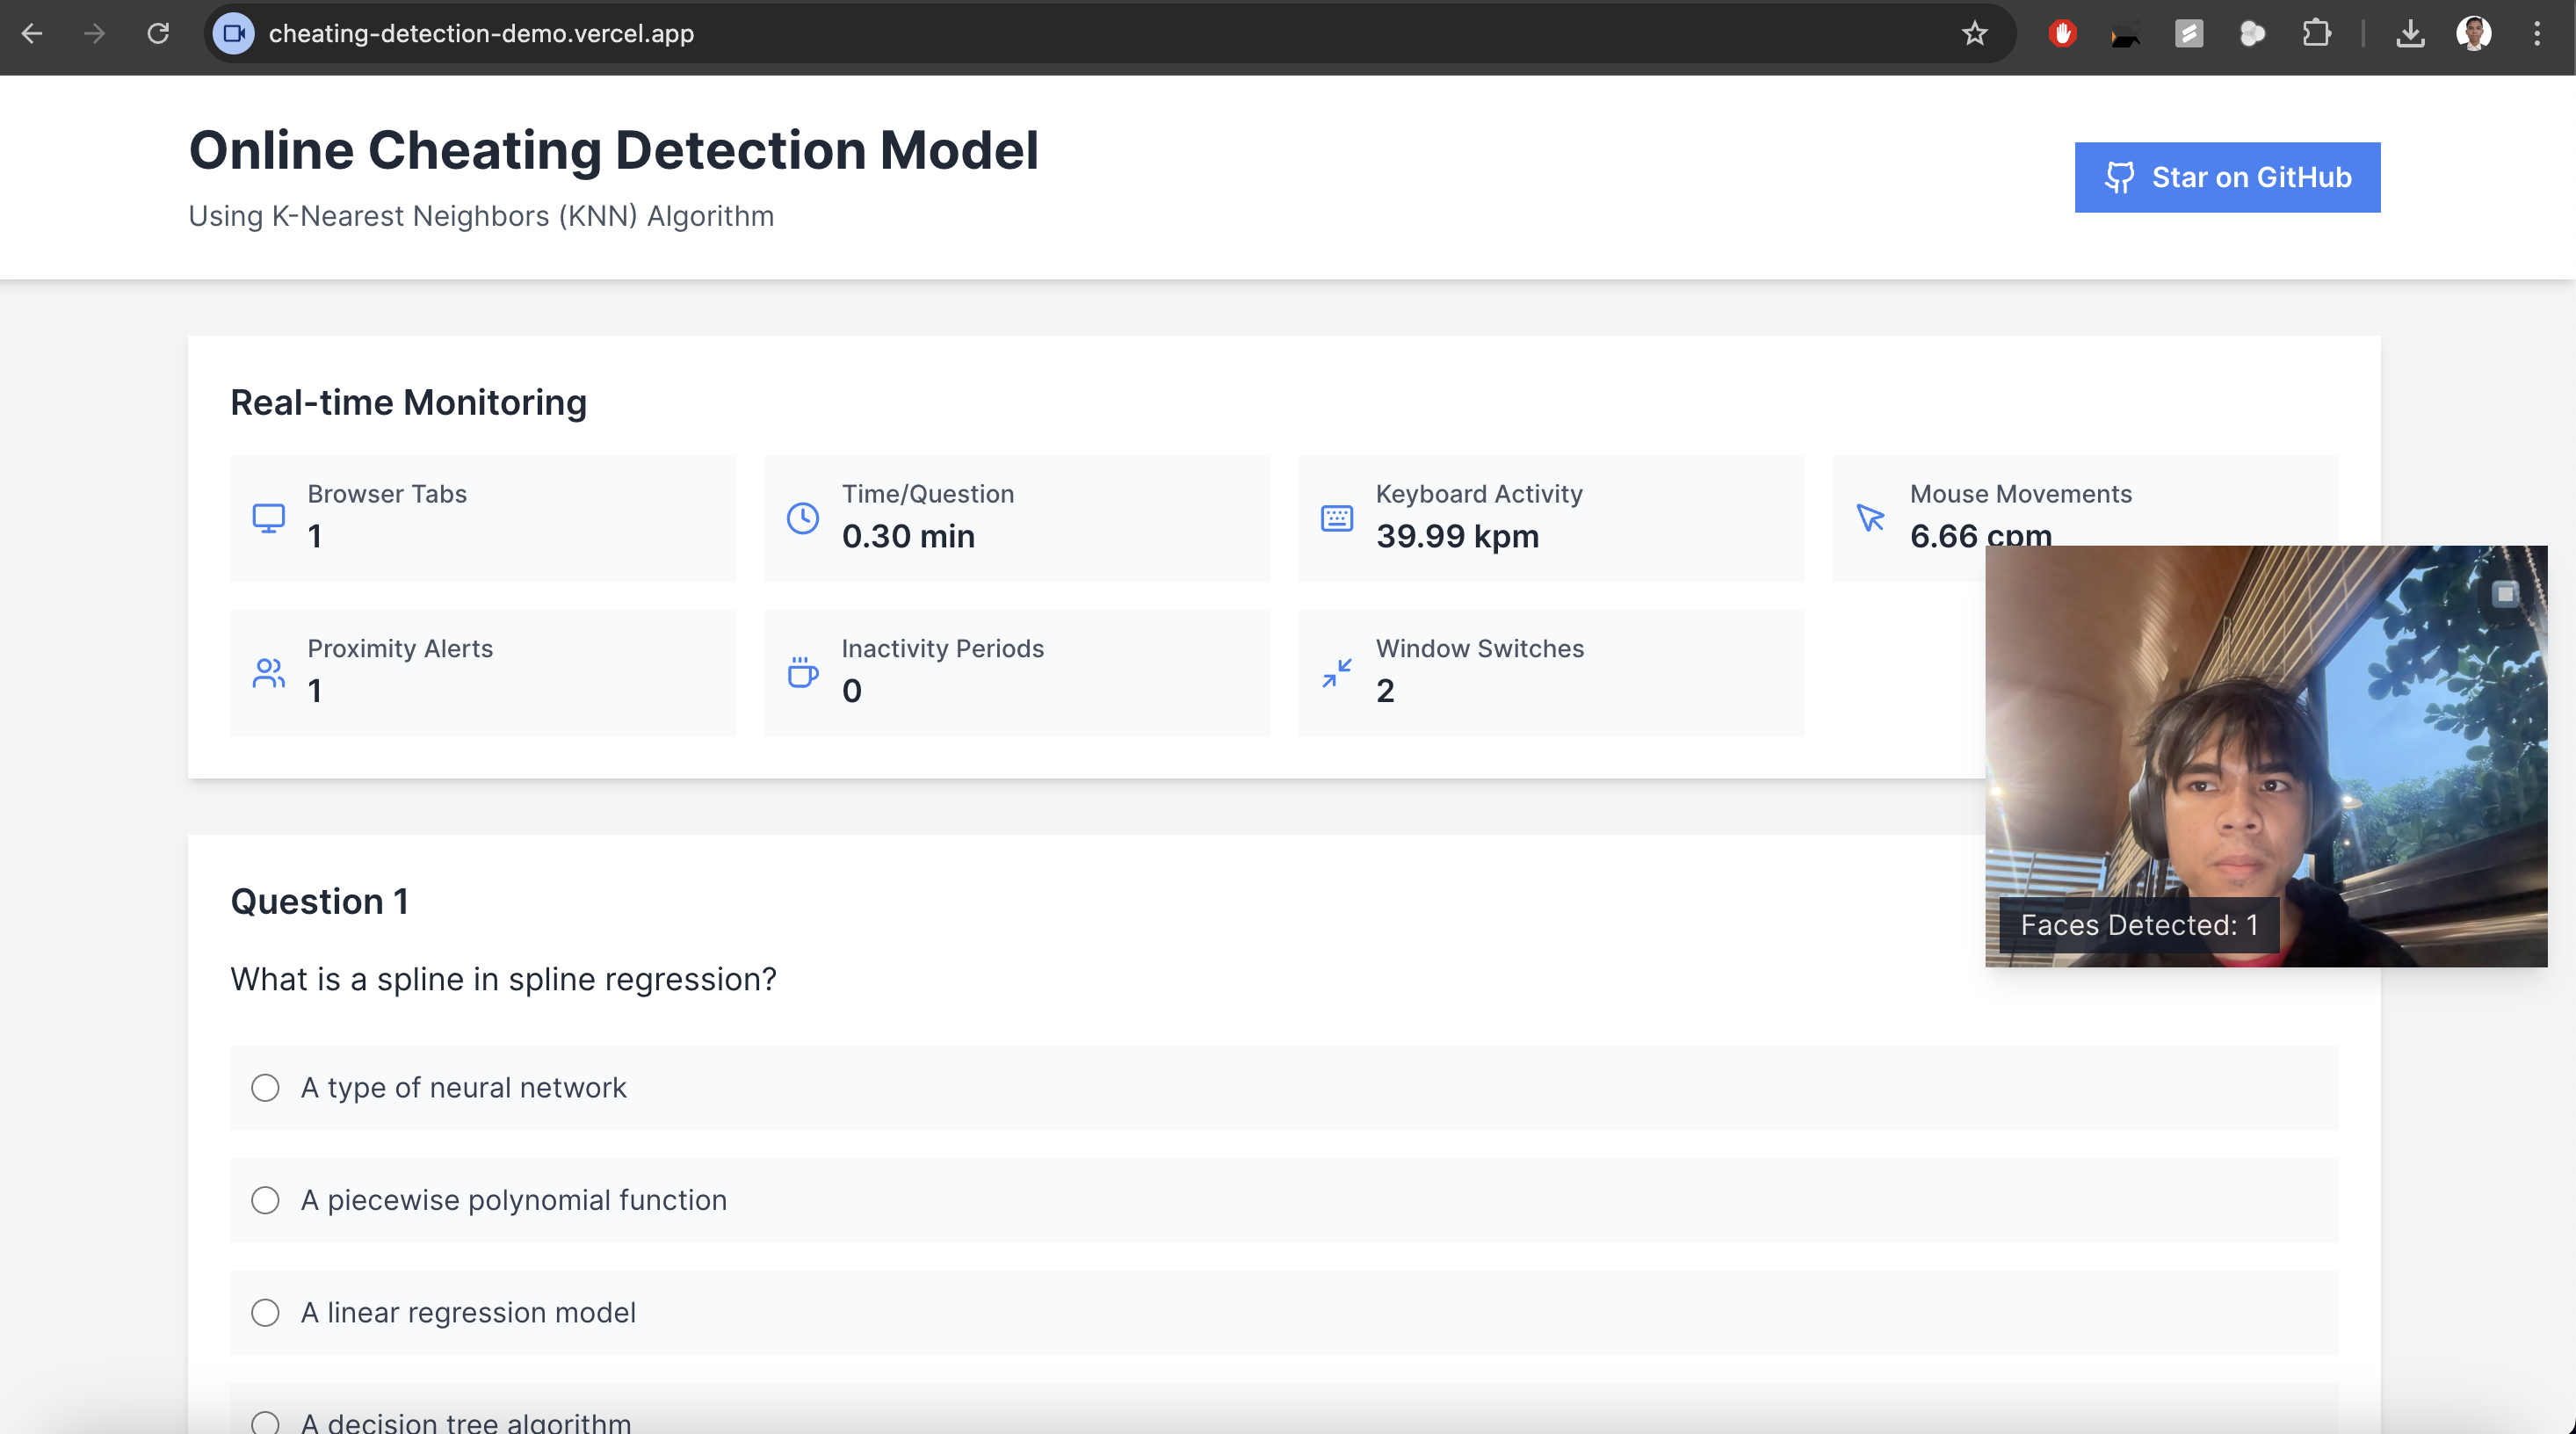 cheating-detection-demo.vercel.app
Online Cheating Detection Model
Using K-Nearest Neighbors (KNN) Algorithm
Star on GitHub
Real-time Monitoring
Browser Tabs
1
Time/Question
0.30 min
Keyboard Activity
39.99 kpm
Mouse Movements
6.66 cpm
Proximity Alerts
1
Inactivity Periods
0
Window Switches
2
Faces Detected: 1
Question 1
What is a spline in spline regression?
A type of neural network
A piecewise polynomial function
A linear regression model
A decision tree algorithm